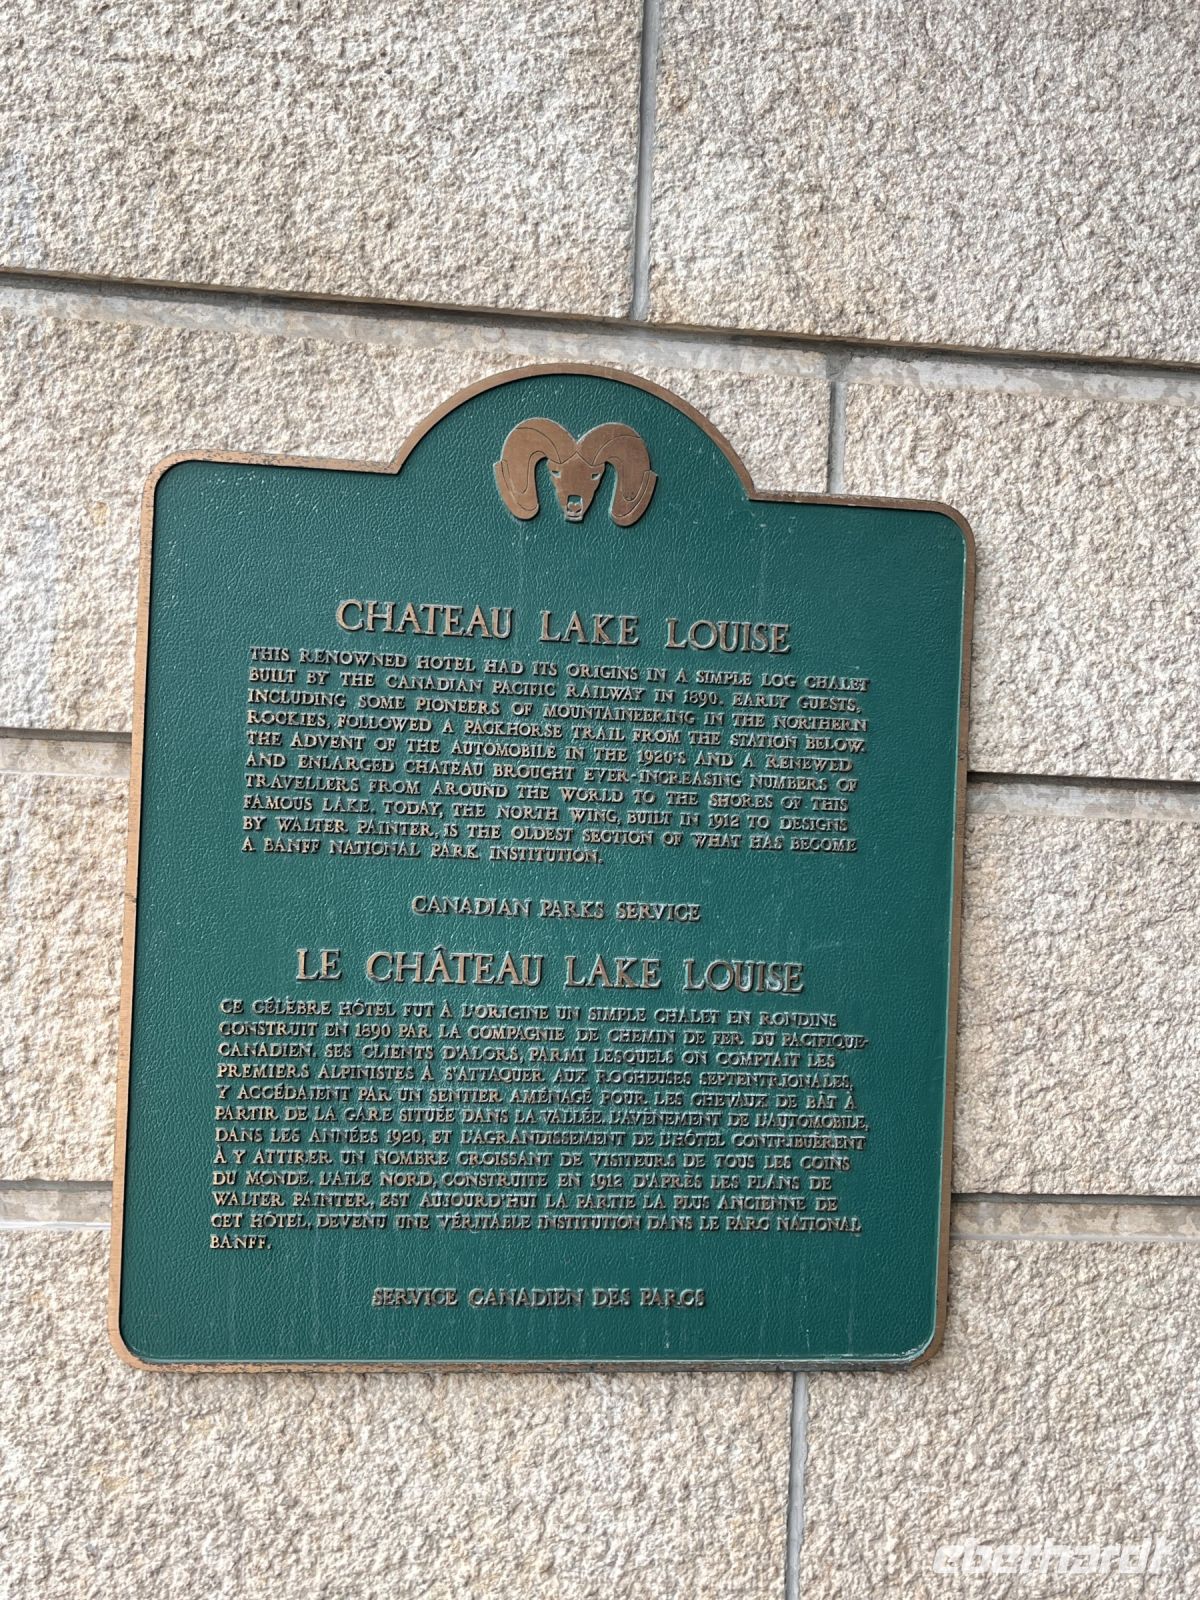 CHATEAU LAKE LOUISE
THIS RENOWNED HOTEL HAD ITS ORIGINS IN A SIMPLE LOG CHALET
BUILT BY THE CANADIAN PACIFIC RAILWAY IN 1890. EARLY GUESTS,
INCLUDING SOME PIONEERS OF MOUNTAINEERING IN THE NORTHERN
ROCKIES, FOLLOWED A PACKHORSE TRAIL FROM THE STATION BELOW.
THE ADVENT OF THE AUTOMOBILE IN THE 1920'S AND A RENEWED
AND ENLARGED CHATEAU BROUGHT EVER-INCREASING NUMBERS OF
TRAVELLERS FROM AROUND THE WORLD TO THE SHORES OF THIS
FAMOUS LAKE. TODAY, THE NORTH WING, BUILT IN 1912 TO DESIGNS
BY WALTER PAINTER, IS THE OLDEST SECTION OF WHAT HAS BECOME
A BANFF NATIONAL PARK INSTITUTION.
CANADIAN PARKS SERVICE
LE CHÂTEAU LAKE LOUISE
CE CÉLÈBRE HÔTEL FUT À L'ORIGINE UN SIMPLE CHALET EN RONDINS
CONSTRUIT EN 1890 PAR LA COMPAGNIE DE CHEMIN DE FER DU PACIFIQUE-
CANADIEN. SES CLIENTS D'ALORS, PARMI LESQUELS ON COMPTAIT LES
PREMIERS ALPINISTES À S'ATTAQUER AUX ROCHEUSES SEPTENTRIONALES,
Y ACCÉDAIENT PAR UN SENTIER AMÉNAGÉ POUR LES CHEVAUX DE BÂT À
PARTIR DE LA GARE SITUÉE DANS LA VALLÉE. L'AVÈNEMENT DE L'AUTOMOBILE,
DANS LES ANNÉES 1920, ET L'AGRANDISSEMENT DE L'HÔTEL CONTRIBUÈRENT
À Y ATTIRER UN NOMBRE CROISSANT DE VISITEURS DE TOUS LES COINS
DU MONDE. L'AILE NORD, CONSTRUITE EN 1912 D'APRÈS LES PLANS DE
WALTER PAINTER, EST AUJOURD'HUI LA PARTIE LA PLUS ANCIENNE DE
CET HÔTEL, DEVENU UNE VÉRITABLE INSTITUTION DANS LE PARC NATIONAL
BANFF.
SERVICE CANADIEN DES PARCS
eberhardt